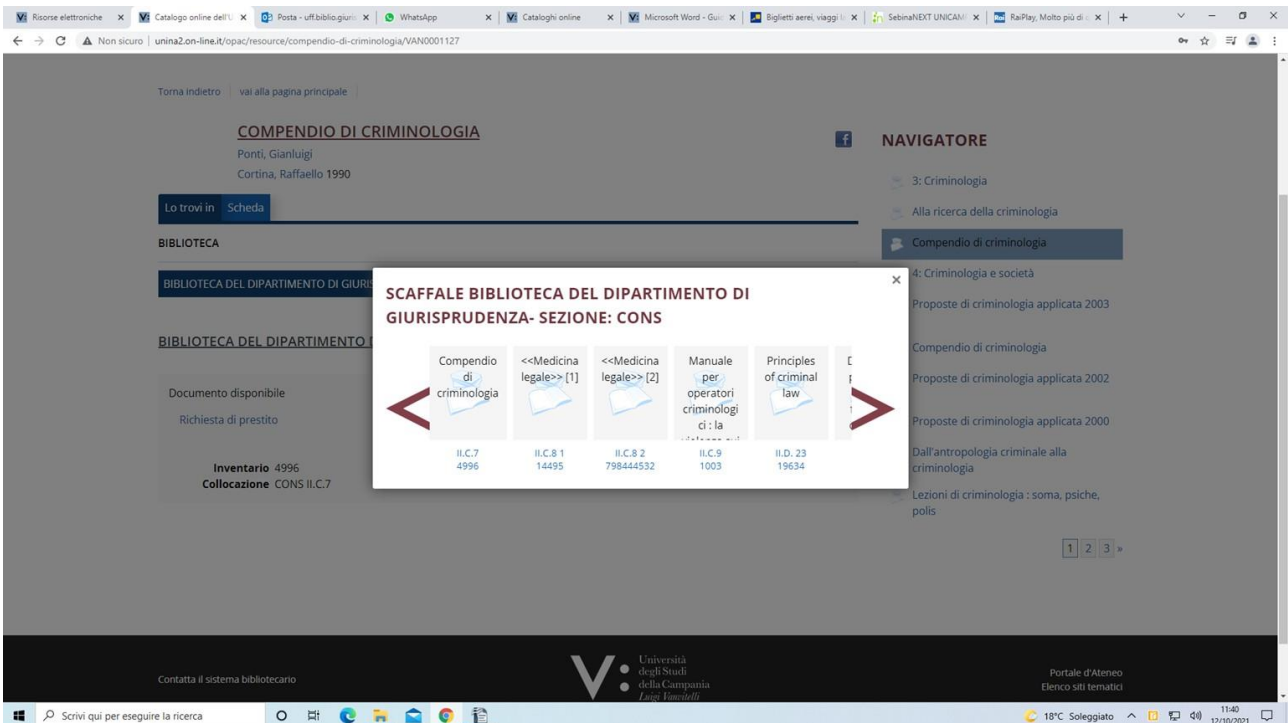 Risorse elettroniche
Catalogo online dell'U
Posta - uff.biblio.giuris
WhatsApp
Cataloghi online
Microsoft Word - Gui
Biglietti aerei, viaggi
SebinaNEXT UNICAM
RaiPlay, Molto più di
Non sicuro | unina2.on-line.it/opac/resource/compendio-di-criminologia/VAN0001127
Torna indietro vai alla pagina principale
COMPENDIO DI CRIMINOLOGIA
Ponti, Gianluigi
Cortina, Raffaello 1990
Lo trovi in Scheda
BIBLIOTECA
BIBLIOTECA DEL DIPARTIMENTO DI GIURIS
BIBLIOTECA DEL DIPARTIMENTO
Documento disponibile
Richiesta di prestito
Inventario 4996
Collocazione CONS II.C.7
SCAFFALE BIBLIOTECA DEL DIPARTIMENTO DI
GIURISPRUDENZA- SEZIONE: CONS
Compendio
di
criminologia
II.C.7
4996
<<Medicina
legale>> [1]
II.C.8 1
14495
<<Medicina
legale>> [2]
II.C.8 2
798444532
Manuale
per
operatori
criminologi
ci : la
II.C.9
1003
Principles
of criminal
law
II.D. 23
19634
NAVIGATORE
3: Criminologia
Alla ricerca della criminologia
Compendio di criminologia
4: Criminologia e società
Proposte di criminologia applicata 2003
Compendio di criminologia
Proposte di criminologia applicata 2002
Proposte di criminologia applicata 2000
Dall'antropologia criminale alla
criminologia
Lezioni di criminologia : soma, psiche,
polis
1 2 3 »
Contatta il sistema bibliotecario
V:
Università
degli Studi
della Campania
Luigi Vanvitelli
Portale d'Ateneo
Elenco siti tematici
Scrivi qui per eseguire la ricerca
18°C Soleggiato
11:40
12/10/2021